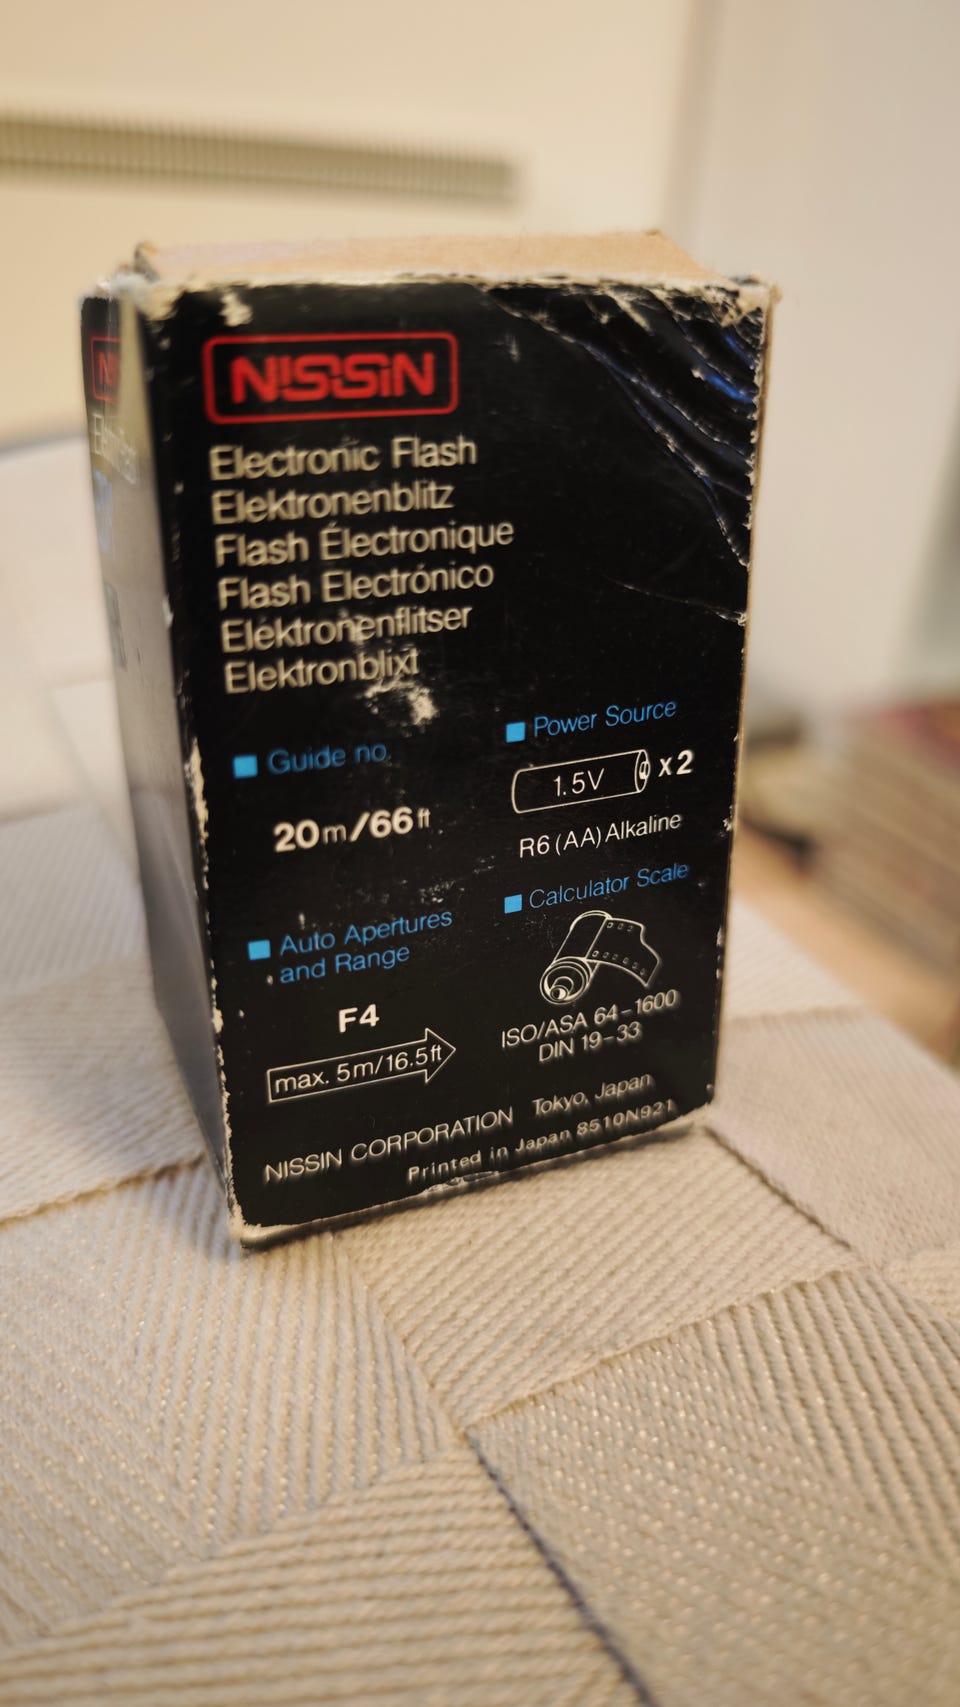 NISSIN
Electronic Flash
Elektronenblitz
Flash Électronique
Flash Electrónico
Elektronenflitser
Elektronblixt
Guide no.
20m/66ft
Power Source
1.5V x2
R6 (AA) Alkaline
Auto Apertures
and Range
F4
max. 5m/16.5ft
Calculator Scale
ISO/ASA 64-1600
DIN 19-33
NISSIN CORPORATION Tokyo, Japan
Printed in Japan 8510N921